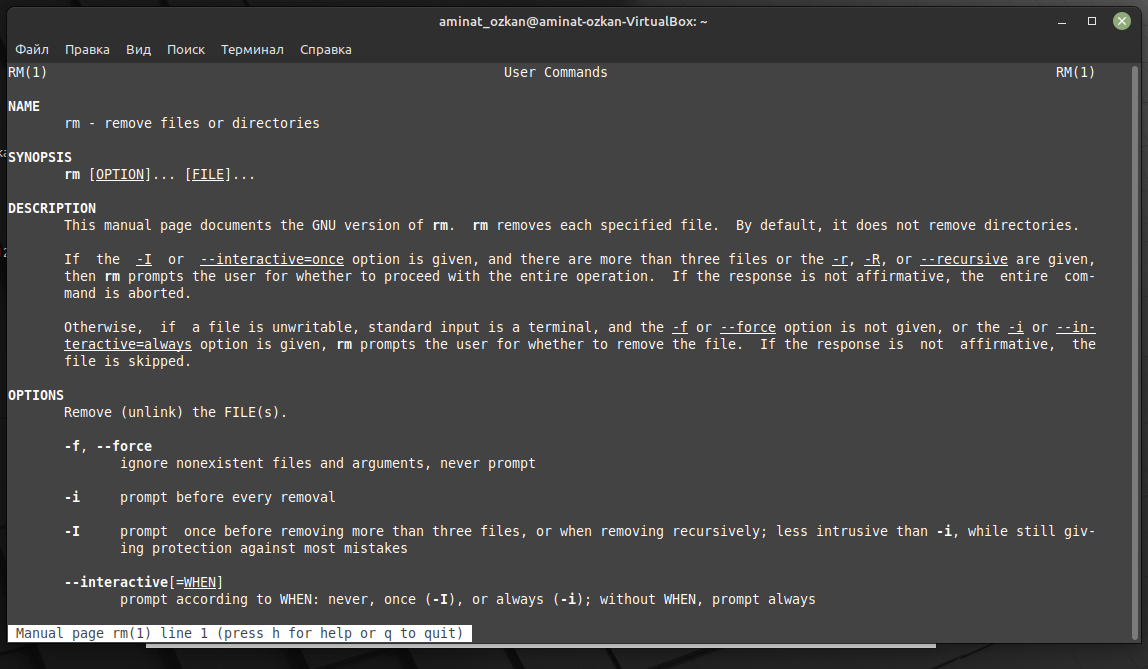 aminat_ozkan@aminat-ozkan-VirtualBox: ~
Файл Правка Вид Поиск Терминал Справка
RM(1) User Commands RM(1)
NAME
rm - remove files or directories
SYNOPSIS
rm [OPTION]... [FILE]...
DESCRIPTION
This manual page documents the GNU version of rm.  rm removes each specified file.  By default, it does not remove directories.
If  the  -I  or  --interactive=once option is given, and there are more than three files or the -r, -R, or --recursive are given,
then rm prompts the user for whether to proceed with the entire operation.  If the response is not affirmative, the  entire  com-
mand is aborted.
Otherwise,  if  a file is unwritable, standard input is a terminal, and the -f or --force option is not given, or the -i or --in-
teractive=always option is given, rm prompts the user for whether to remove the file.  If the response is  not  affirmative,  the
file is skipped.
OPTIONS
Remove (unlink) the FILE(s).
-f, --force
ignore nonexistent files and arguments, never prompt
-i     prompt before every removal
-I     prompt  once before removing more than three files, or when removing recursively; less intrusive than -i, while still giv-
ing protection against most mistakes
--interactive[=WHEN]
prompt according to WHEN: never, once (-I), or always (-i); without WHEN, prompt always
Manual page rm(1) line 1 (press h for help or q to quit)